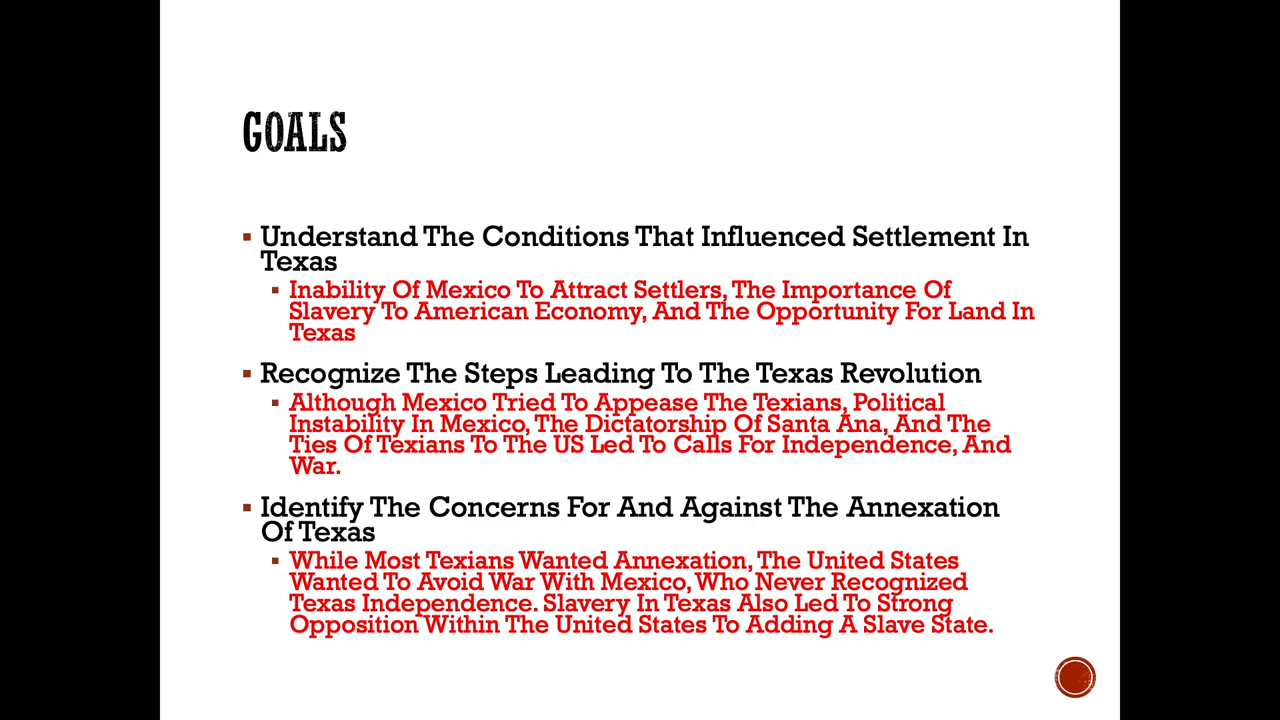 GOALS
▪ Understand The Conditions That Influenced Settlement In
Texas
▪ Inability Of Mexico To Attract Settlers, The Importance Of
Slavery To American Economy, And The Opportunity For Land In
Texas
▪ Recognize The Steps Leading To The Texas Revolution
▪ Although Mexico Tried To Appease The Texians, Political
Instability In Mexico, The Dictatorship Of Santa Ana, And The
Ties Of Texians To The US Led To Calls For Independence, And
War.
▪ Identify The Concerns For And Against The Annexation
Of Texas
▪ While Most Texians Wanted Annexation, The United States
Wanted To Avoid War With Mexico, Who Never Recognized
Texas Independence. Slavery In Texas Also Led To Strong
Opposition Within The United States To Adding A Slave State.